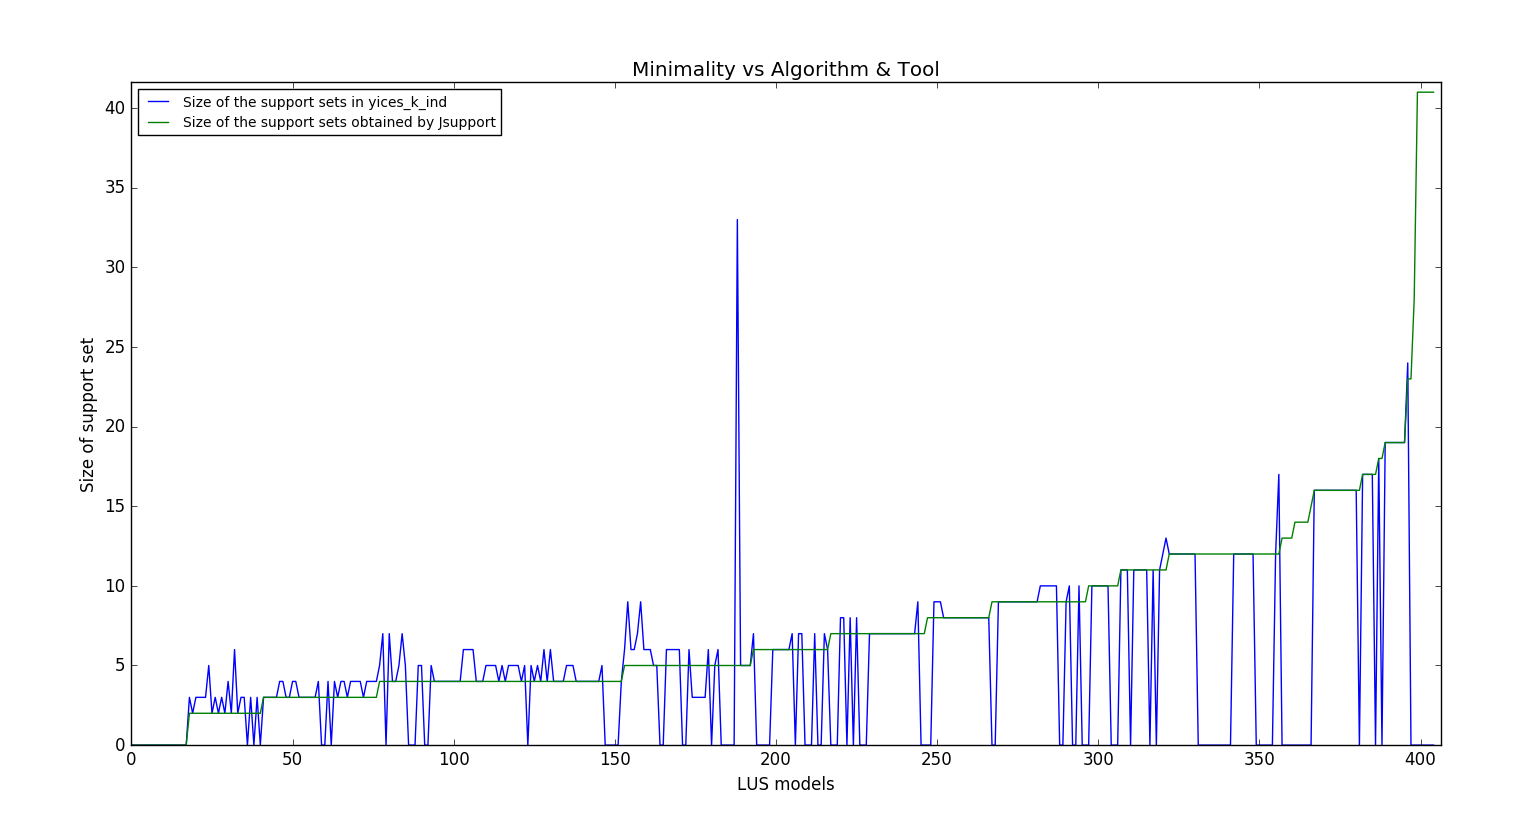 Minimality vs Algorithm & Tool
Size of the support sets in yices_k_ind
Size of the support sets obtained by Jsupport
Size of support set
40
35
30
25
20
15
10
5
0
0 50 100 150 200 250 300 350 400
LUS models